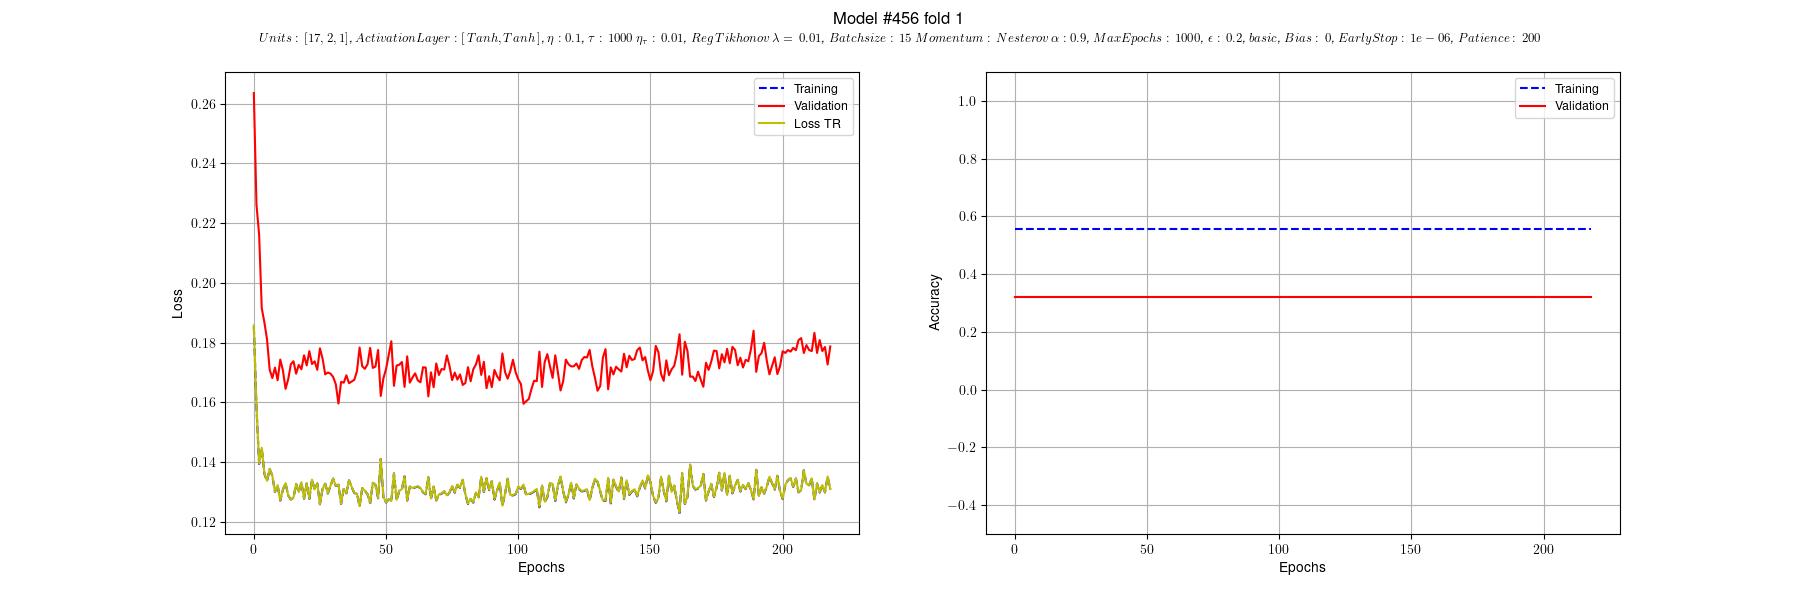 Model #456 fold 1
Units : [17, 2, 1], ActivationLayer : [Tanh, Tanh], η : 0.1, τ : 1000 ητ : 0.01, RegTikhonov λ = 0.01, Batchsize : 15 Momentum : Nesterov α : 0.9, MaxEpochs : 1000, ϵ : 0.2, basic, Bias : 0, EarlyStop : 1e − 06, Patience : 200
Loss
0.26
0.24
0.22
0.20
0.18
0.16
0.14
0.12
0 50 100 150 200
Epochs
Training
Validation
Loss TR
Accuracy
1.0
0.8
0.6
0.4
0.2
0.0
−0.2
−0.4
0 50 100 150 200
Epochs
Training
Validation